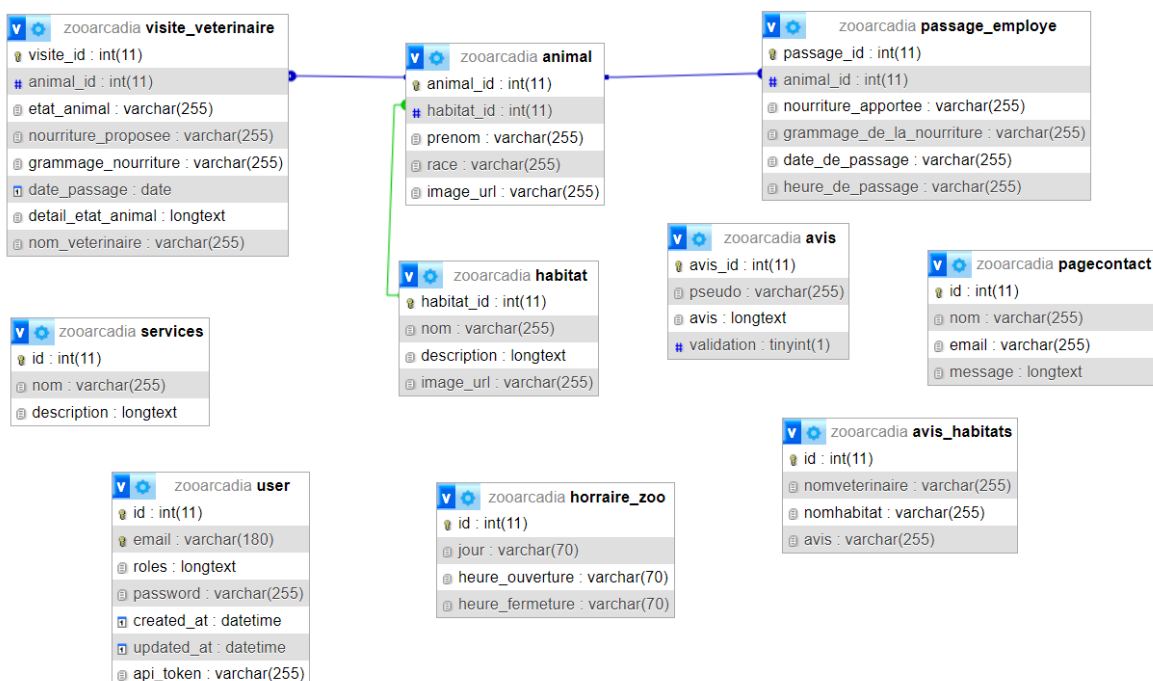 v zooarcadia visite_veterinaire
visite_id : int(11)
# animal_id : int(11)
etat_animal : varchar(255)
nourriture_proposee : varchar(255)
grammage_nourriture : varchar(255)
date_passage : date
detail_etat_animal : longtext
nom_veterinaire : varchar(255)
v zooarcadia animal
animal_id : int(11)
# habitat_id : int(11)
prenom : varchar(255)
race : varchar(255)
image_url : varchar(255)
v zooarcadia passage_employe
passage_id : int(11)
# animal_id : int(11)
nourriture_apportee : varchar(255)
grammage_de_la_nourriture : varchar(255)
date_de_passage : varchar(255)
heure_de_passage : varchar(255)
v zooarcadia avis
avis_id : int(11)
pseudo : varchar(255)
avis : longtext
# validation : tinyint(1)
v zooarcadia pagecontact
id : int(11)
nom : varchar(255)
email : varchar(255)
message : longtext
v zooarcadia habitat
habitat_id : int(11)
nom : varchar(255)
description : longtext
image_url : varchar(255)
v zooarcadia services
id : int(11)
nom : varchar(255)
description : longtext
v zooarcadia avis_habitats
id : int(11)
nomveterinaire : varchar(255)
nomhabitat : varchar(255)
avis : varchar(255)
v zooarcadia user
id : int(11)
email : varchar(180)
roles : longtext
password : varchar(255)
created_at : datetime
updated_at : datetime
api_token : varchar(255)
v zooarcadia horraire_zoo
id : int(11)
jour : varchar(70)
heure_ouverture : varchar(70)
heure_fermeture : varchar(70)